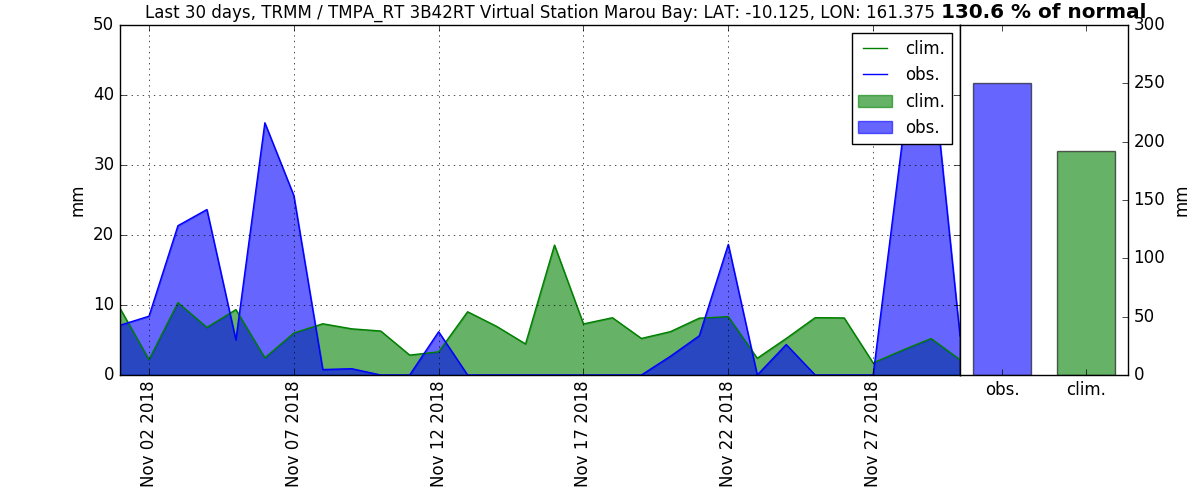 Last 30 days, TRMM / TMPA_RT 3B42RT Virtual Station Marou Bay: LAT: -10.125, LON: 161.375 130.6 % of normal
50
40
30
20
10
0
mm
clim.
obs.
clim.
obs.
300
250
200
150
100
50
0
mm
obs.
clim.
Nov 02 2018
Nov 07 2018
Nov 12 2018
Nov 17 2018
Nov 22 2018
Nov 27 2018